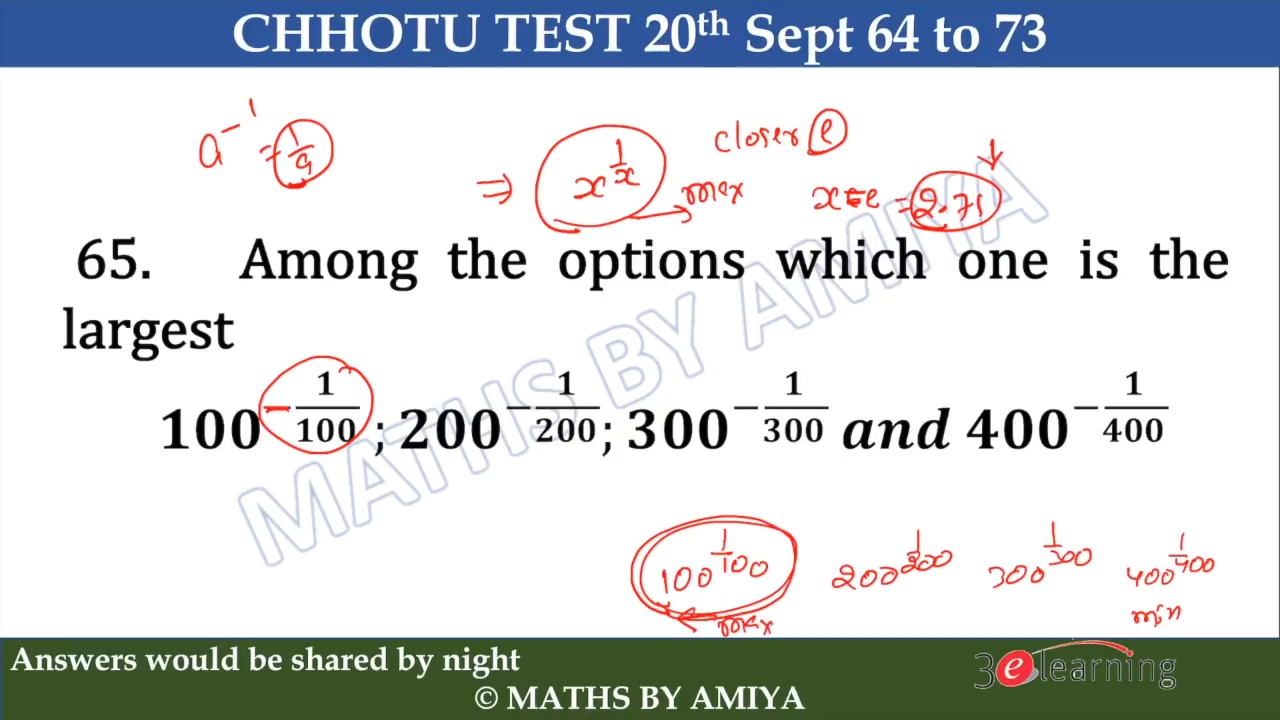 CHHOTU TEST 20th Sept 64 to 73
a^-1 = 1/a
⇒ x^(1/x) max
closer e
x = e = 2.71
65. Among the options which one is the
largest
100^(-1/100) ; 200^(-1/200) ; 300^(-1/300) and 400^(-1/400)
MATHS BY AMIYA
100^(1/100) 200^(1/200) 300^(1/300) 400^(1/400)
max min
Answers would be shared by night
3elearning
© MATHS BY AMIYA